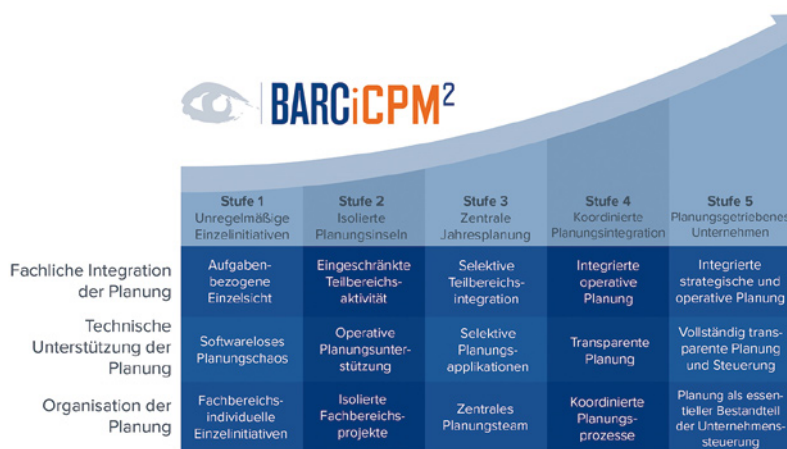 BARCiCPM²
Stufe 1
Unregelmäßige
Einzelinitiativen
Stufe 2
Isolierte
Planungsinseln
Stufe 3
Zentrale
Jahresplanung
Stufe 4
Koordinierte
Planungsintegration
Stufe 5
Planungsgetriebenes
Unternehmen
Fachliche Integration
der Planung
Aufgaben-
bezogene
Einzelsicht
Eingeschränkte
Teilbereichs-
aktivität
Selektive
Teilbereichs-
integration
Integrierte
operative
Planung
Integrierte
strategische und
operative Planung
Technische
Unterstützung der
Planung
Softwareloses
Planungschaos
Operative
Planungsunter-
stützung
Selektive
Planungs-
applikationen
Transparente
Planung
Vollständig trans-
parente Planung
und Steuerung
Organisation der
Planung
Fachbereichs-
individuelle
Einzelinitiativen
Isolierte
Fachbereichs-
projekte
Zentrales
Planungsteam
Koordinierte
Planungs-
prozesse
Planung als essen-
tieller Bestandteil
der Unternehmens-
steuerung